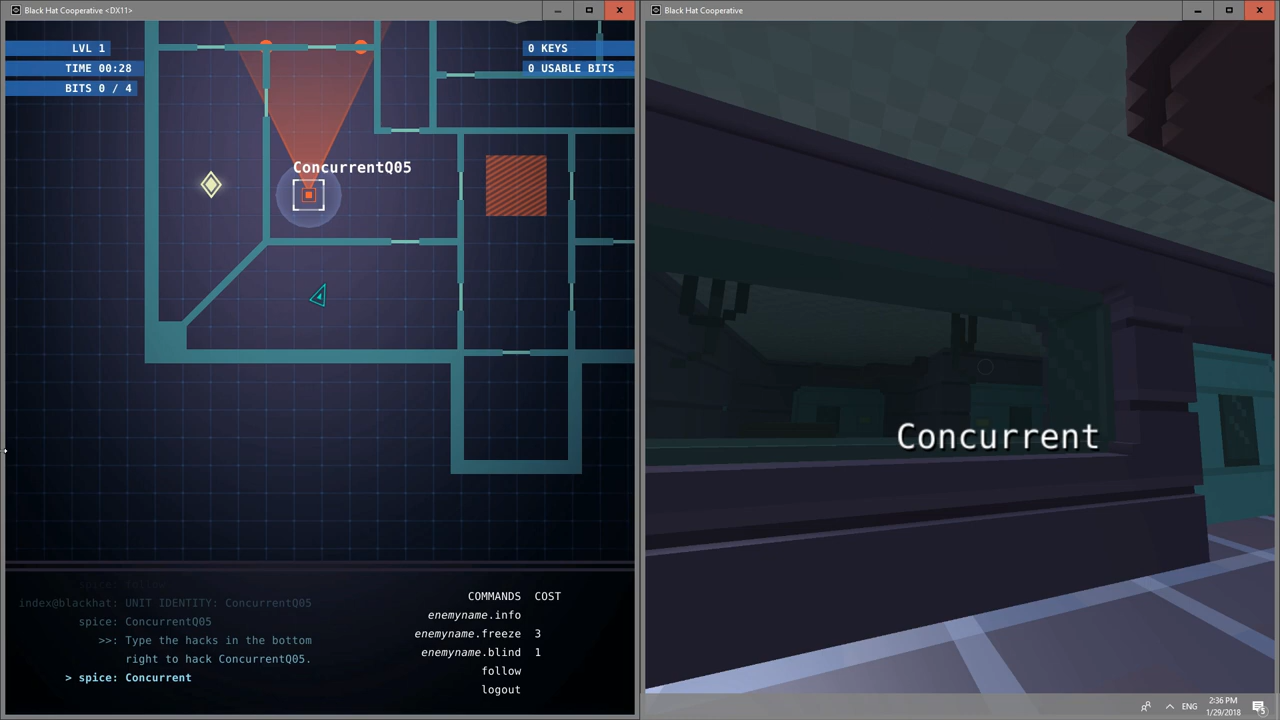 Black Hat Cooperative <DX11>
LVL 1
TIME 00:28
BITS 0 / 4
0 KEYS
0 USABLE BITS
ConcurrentQ05
spice: follow
index@blackhat: UNIT IDENTITY: ConcurrentQ05
spice: ConcurrentQ05
>>: Type the hacks in the bottom
right to hack ConcurrentQ05.
> spice: Concurrent
COMMANDS COST
enemyname.info
enemyname.freeze 3
enemyname.blind 1
follow
logout
Black Hat Cooperative
Concurrent
ENG
2:36 PM
1/29/2018
5